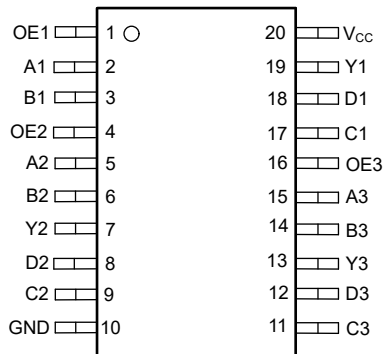 OE1 1 20 VCC
A1 2 19 Y1
B1 3 18 D1
OE2 4 17 C1
A2 5 16 OE3
B2 6 15 A3
Y2 7 14 B3
D2 8 13 Y3
C2 9 12 D3
GND 10 11 C3